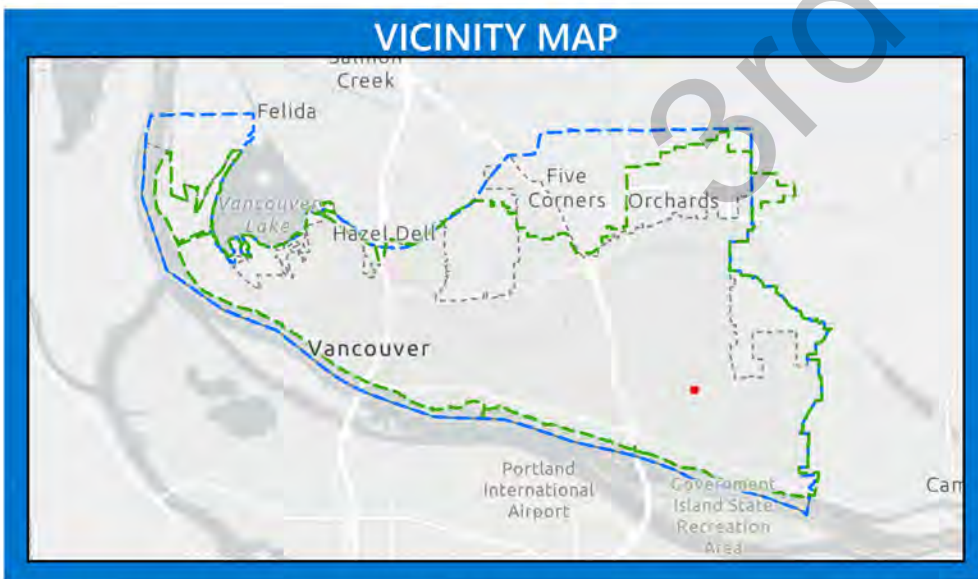 VICINITY MAP
Salmon
Creek
Felida
Five
Corners
Orchards
Vancouver
Lake
Hazel Dell
Vancouver
Portland
International
Airport
Government
Island State
Recreation
Area
Cam
3rd